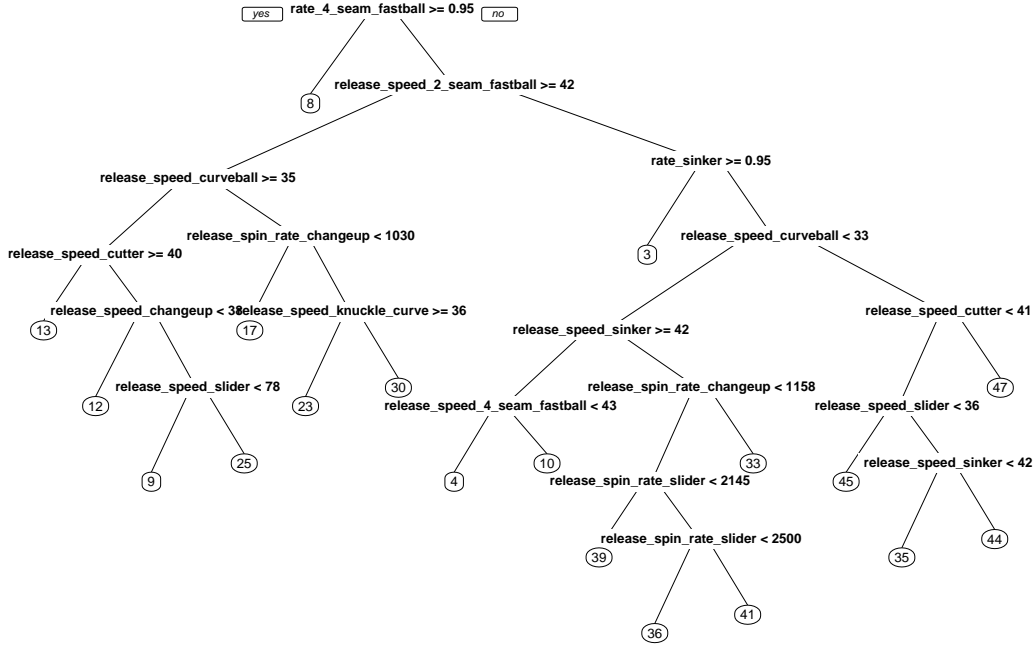 yes rate_4_seam_fastball >= 0.95 no
release_speed_2_seam_fastball >= 42
8
rate_sinker >= 0.95
release_speed_curveball >= 35
release_spin_rate_changeup < 1030
release_speed_curveball < 33
3
release_speed_cutter >= 40
release_speed_changeup < 38
release_speed_knuckle_curve >= 36
release_speed_cutter < 41
13
17
release_speed_sinker >= 42
release_speed_slider < 78
30
release_spin_rate_changeup < 1158
47
12
23
release_speed_4_seam_fastball < 43
release_speed_slider < 36
25
10
33
release_speed_sinker < 42
9
4
release_spin_rate_slider < 2145
45
release_spin_rate_slider < 2500
44
39
35
41
36